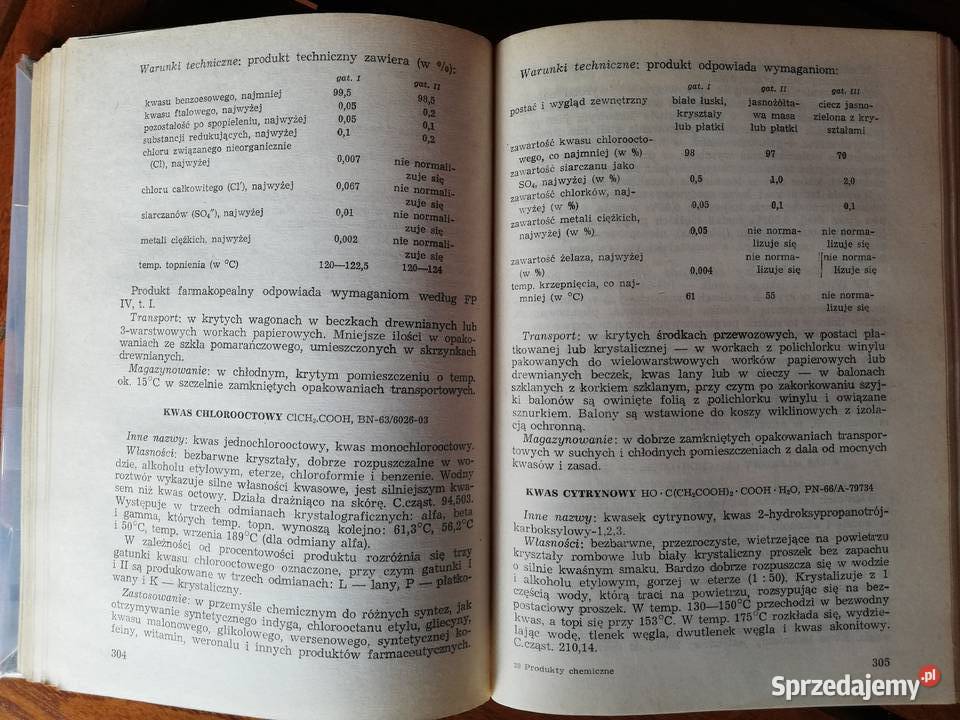 Warunki techniczne: produkt techniczny zawiera (w %):
gat. I gat. II
kwasu benzoesowego, najmniej 99,5 98,5
kwasu ftalowego, najwyżej 0,05 0,2
pozostałość po spopieleniu, najwyżej 0,05 0,1
substancji redukujących, najwyżej 0,1 0,2
chloru związanego nieorganicznie
(Cl), najwyżej 0,007 nie normali-
zuje się
chloru całkowitego (Cl'), najwyżej 0,067 nie normali-
zuje się
siarczanów (SO₄″), najwyżej 0,01 nie normali-
zuje się
metali ciężkich, najwyżej 0,002 nie normali-
zuje się
temp. topnienia (w °C) 120—122,5 120—124
Produkt farmakopealny odpowiada wymaganiom według FP
IV, t. I.
Transport: w krytych wagonach w beczkach drewnianych lub
3-warstwowych workach papierowych. Mniejsze ilości w opako-
waniach ze szkła pomarańczowego, umieszczonych w skrzynkach
drewnianych.
Magazynowanie: w chłodnym, krytym pomieszczeniu o temp.
ok. 15°C w szczelnie zamkniętych opakowaniach transportowych.
KWAS CHLOROOCTOWY ClCH₂.COOH, BN-63/6026-03
Inne nazwy: kwas jednochlorooctowy, kwas monochlorooctowy.
Własności: bezbarwne kryształy, dobrze rozpuszczalne w wo-
dzie, alkoholu etylowym, eterze, chloroformie i benzenie. Wodny
roztwór wykazuje silne własności kwasowe, jest silniejszym kwa-
sem niż kwas octowy. Działa drażniąco na skórę. C.cząst. 94,503.
Występuje w trzech odmianach krystalograficznych: alfa, beta
i gamma, których temp. topn. wynoszą kolejno: 61,3°C, 56,2°C
i 50°C, temp. wrzenia 189°C (dla odmiany alfa).
W zależności od procentowości produktu rozróżnia się trzy
gatunki kwasu chlorooctowego oznaczone, przy czym gatunki I
i II są produkowane w trzech odmianach: L — lany, P — płatko-
wany i K — krystaliczny.
Zastosowanie: w przemyśle chemicznym do różnych syntez, jak
otrzymywanie syntetycznego indyga, chlorooctanu etylu, gliecyny,
kwasu malonowego, glikolowego, wersenowego, syntetycznej ko-
feiny, witamin, weronalu i innych produktów farmaceutycznych.
304
Warunki techniczne: produkt odpowiada wymaganiom:
gat. I gat. II gat. III
postać i wygląd zewnętrzny białe łuski, jasnożółta- ciecz jasno-
kryształy wa masa zielona z kry-
lub płatki lub płatki ształami
zawartość kwasu chloroocto-
wego, co najmniej (w %) 98 97 70
zawartość siarczanu jako
SO₄, najwyżej (w %) 0,5 1,0 2,0
zawartość chlorków, naj-
wyżej (w %) 0,05 0,1 0,1
zawartość metali ciężkich,
najwyżej (w %) 0,05 nie norma- nie norma-
lizuje się lizuje się
zawartość żelaza, najwyżej nie norma- nie norma-
(w %) 0,004 lizuje się lizuje się
temp. krzepnięcia, co naj-
mniej (w °C) 61 55 nie norma-
lizuje się
Transport: w krytych środkach przewozowych, w postaci pła-
tkowanej lub krystalicznej — w workach z polichlorku winylu
pakowanych do wielowarstwowych worków papierowych lub
drewnianych beczek, kwas lany lub w cieczy — w balonach
szklanych z korkiem szklanym, przy czym po zakorkowaniu szyj-
ki balonów są owinięte folią z polichlorku winylu i owiązane
sznurkiem. Balony są wstawione do koszy wiklinowych z izola-
cją ochronną.
Magazynowanie: w dobrze zamkniętych opakowaniach transpor-
towych w suchych i chłodnych pomieszczeniach z dala od mocnych
kwasów i zasad.
KWAS CYTRYNOWY HO · C(CH₂COOH)₂ · COOH · H₂O, PN-66/A-79734
Inne nazwy: kwasek cytrynowy, kwas 2-hydroksypropanotrój-
karboksylowy-1,2,3.
Własności: bezbarwne, przezroczyste, wietrzejące na powietrzu
kryształy rombowe lub biały krystaliczny proszek bez zapachu
o silnie kwaśnym smaku. Bardzo dobrze rozpuszcza się w wodzie
i alkoholu etylowym, gorzej w eterze (1 : 50). Krystalizuje z 1
częścią wody, którą traci na powietrzu, rozsypując się na bez-
postaciowy proszek. W temp. 130—150°C przechodzi w bezwodny
kwas, a topi się przy 153°C. W temp. 175°C rozkłada się, wydzie-
lając wodę, tlenek węgla, dwutlenek węgla i kwas akonitowy.
C.cząst. 210,14.
20 Produkty chemiczne
305
Sprzedajemy.pl